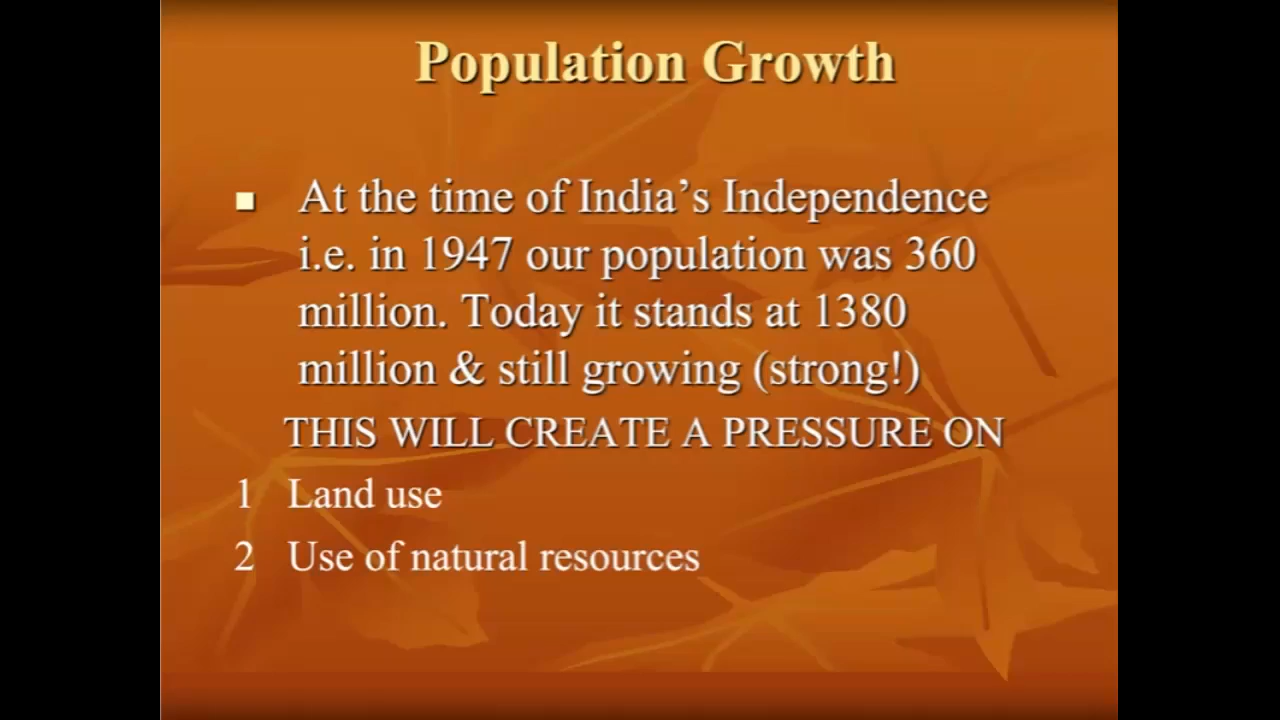 Population Growth
At the time of India’s Independence
i.e. in 1947 our population was 360
million. Today it stands at 1380
million & still growing (strong!)
THIS WILL CREATE A PRESSURE ON
1 Land use
2 Use of natural resources